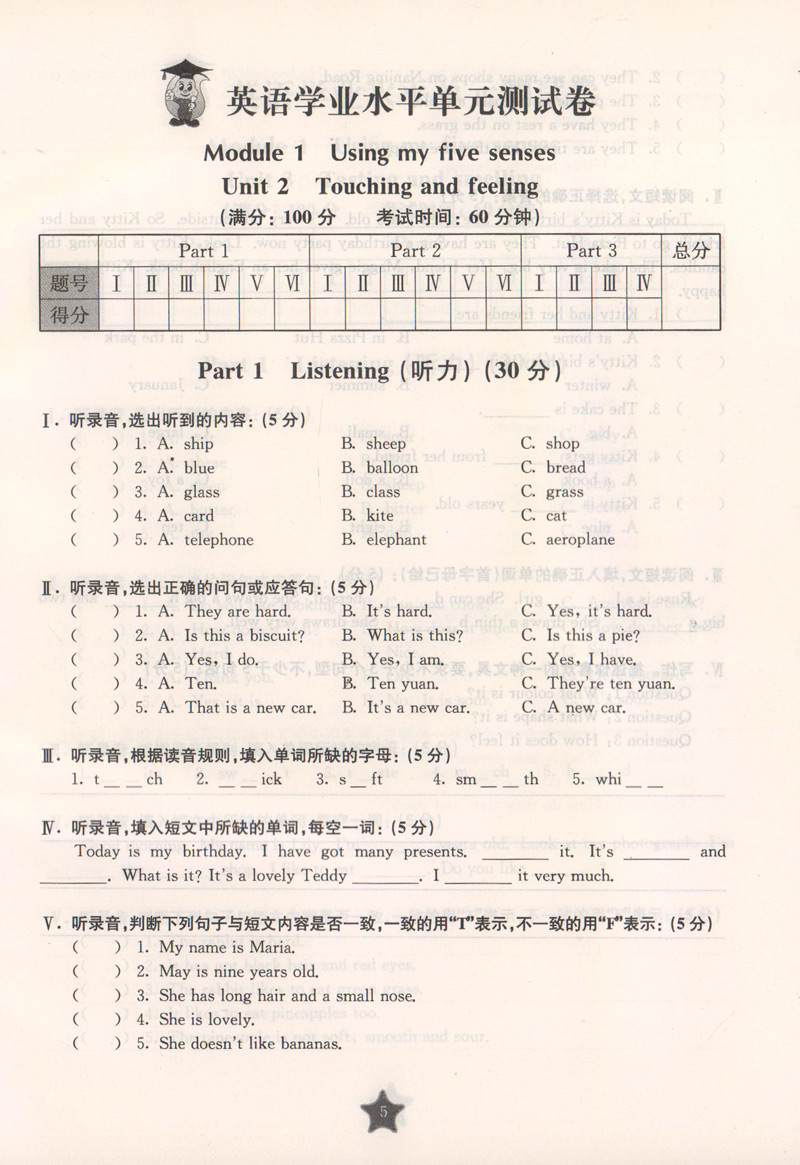 英语学业水平单元测试卷
Module 1 Using my five senses
Unit 2 Touching and feeling
(满分: 100 分 考试时间: 60 分钟)
Part 1 Part 2 Part 3 总分
题号 Ⅰ Ⅱ Ⅲ Ⅳ Ⅴ Ⅵ Ⅰ Ⅱ Ⅲ Ⅳ Ⅴ Ⅵ Ⅰ Ⅱ Ⅲ Ⅳ
得分
Part 1 Listening (听力) (30 分)
Ⅰ. 听录音,选出听到的内容: (5 分)
( ) 1. A. ship B. sheep C. shop
( ) 2. A. blue B. balloon C. bread
( ) 3. A. glass B. class C. grass
( ) 4. A. card B. kite C. cat
( ) 5. A. telephone B. elephant C. aeroplane
Ⅱ. 听录音,选出正确的问句或应答句: (5 分)
( ) 1. A. They are hard. B. It's hard. C. Yes, it's hard.
( ) 2. A. Is this a biscuit? B. What is this? C. Is this a pie?
( ) 3. A. Yes, I do. B. Yes, I am. C. Yes, I have.
( ) 4. A. Ten. B. Ten yuan. C. They're ten yuan.
( ) 5. A. That is a new car. B. It's a new car. C. A new car.
Ⅲ. 听录音,根据读音规则,填入单词所缺的字母: (5 分)
1. t _ _ ch 2. _ _ ick 3. s _ ft 4. sm _ _ th 5. whi _ _
Ⅳ. 听录音,填入短文中所缺的单词,每空一词: (5 分)
Today is my birthday. I have got many presents. _______ it. It's _______ and
_______. What is it? It's a lovely Teddy _______. I _______ it very much.
Ⅴ. 听录音,判断下列句子与短文内容是否一致,一致的用“T”表示,不一致的用“F”表示: (5 分)
( ) 1. My name is Maria.
( ) 2. May is nine years old.
( ) 3. She has long hair and a small nose.
( ) 4. She is lovely.
( ) 5. She doesn't like bananas.
5